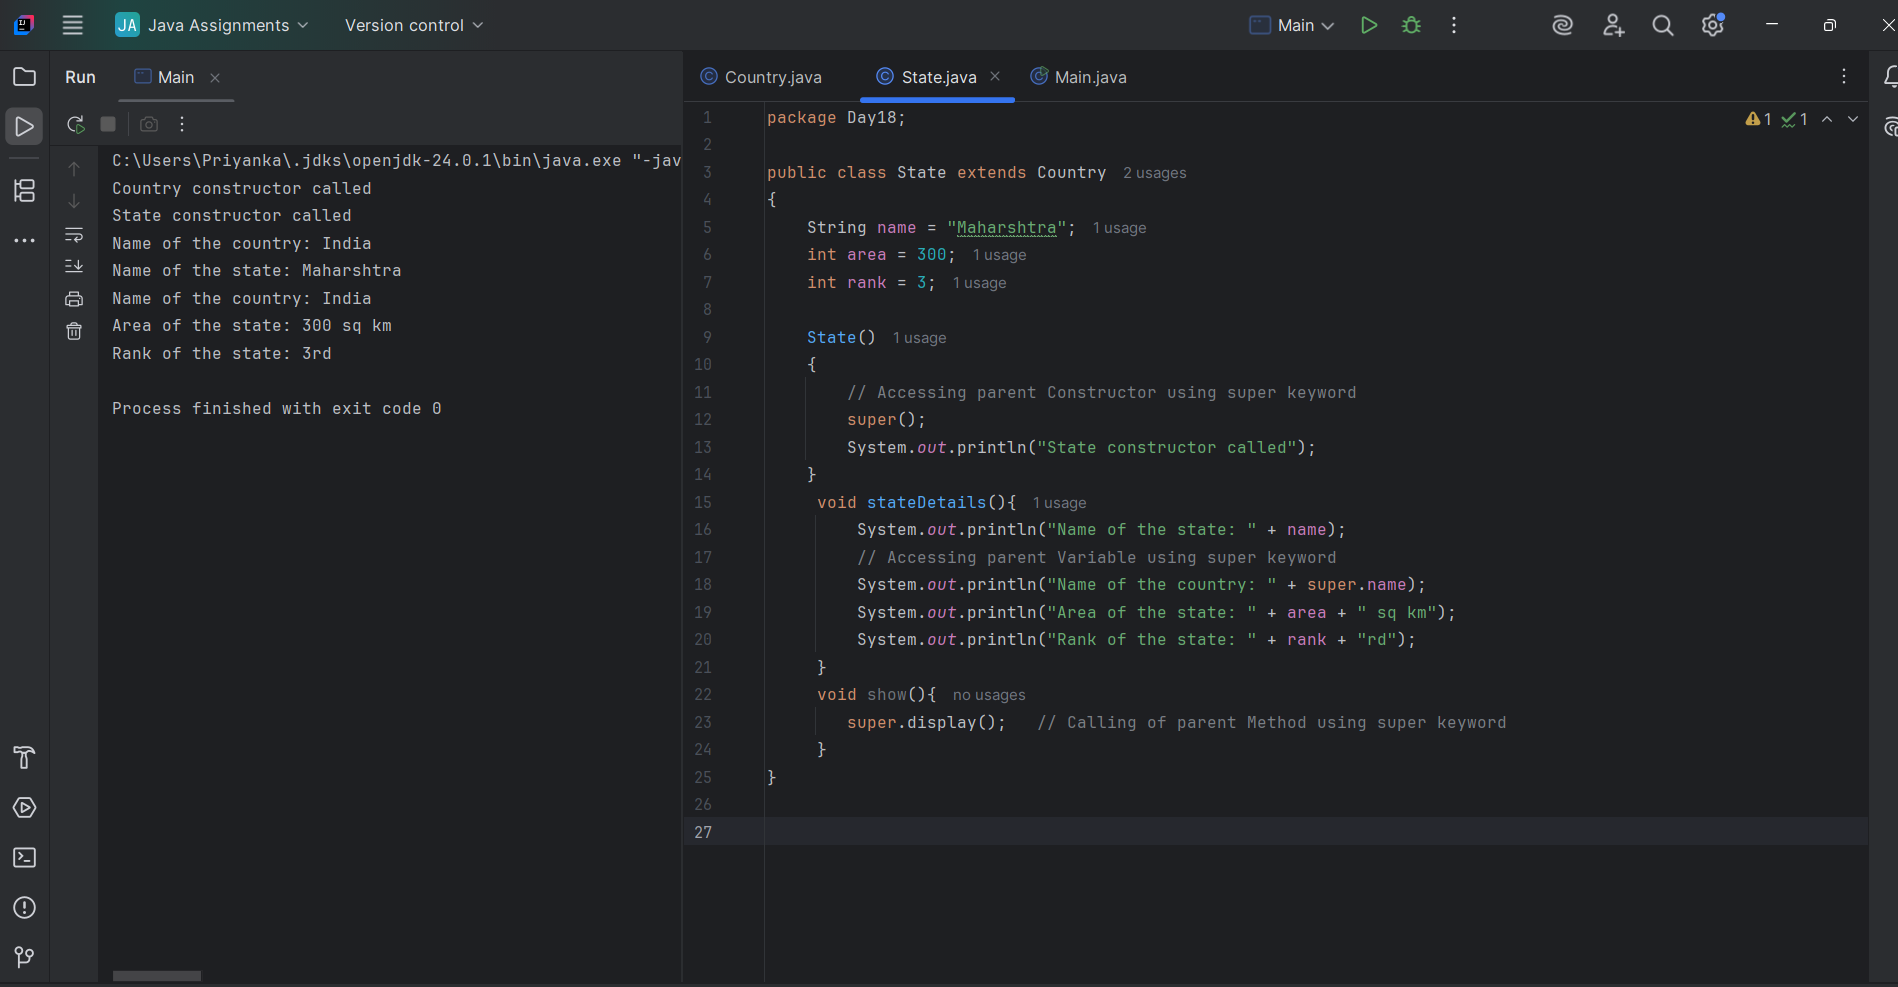 JA Java Assignments Version control Main
Run Main
Country.java State.java Main.java
C:\Users\Priyanka\.jdks\openjdk-24.0.1\bin\java.exe "-jav
Country constructor called
State constructor called
Name of the country: India
Name of the state: Maharshtra
Name of the country: India
Area of the state: 300 sq km
Rank of the state: 3rd
Process finished with exit code 0
1 package Day18; 1 1
2
3 public class State extends Country 2 usages
4 {
5 String name = "Maharshtra"; 1 usage
6 int area = 300; 1 usage
7 int rank = 3; 1 usage
8
9 State() 1 usage
10 {
11 // Accessing parent Constructor using super keyword
12 super();
13 System.out.println("State constructor called");
14 }
15 void stateDetails(){ 1 usage
16 System.out.println("Name of the state: " + name);
17 // Accessing parent Variable using super keyword
18 System.out.println("Name of the country: " + super.name);
19 System.out.println("Area of the state: " + area + " sq km");
20 System.out.println("Rank of the state: " + rank + "rd");
21 }
22 void show(){ no usages
23 super.display(); // Calling of parent Method using super keyword
24 }
25 }
26
27